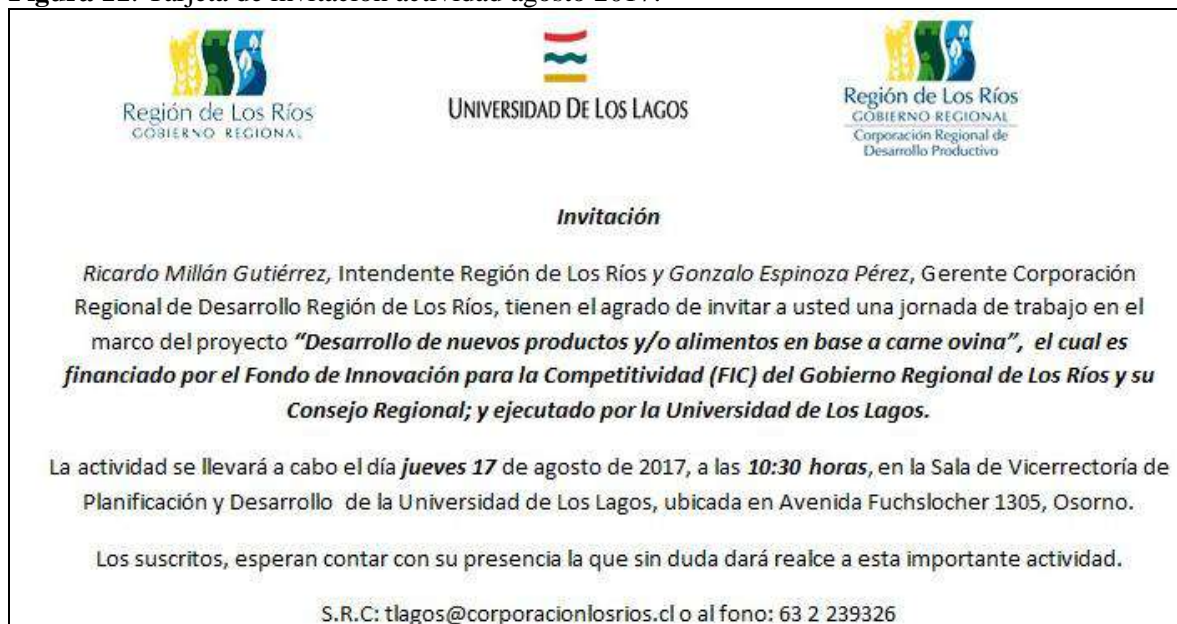 Figura 22. Tarjeta de invitación actividad agosto 2017.
Región de Los Ríos
GOBIERNO REGIONAL
UNIVERSIDAD DE LOS LAGOS
Región de Los Ríos
GOBIERNO REGIONAL
Corporación Regional de
Desarrollo Productivo
Invitación
Ricardo Millán Gutiérrez, Intendente Región de Los Ríos y Gonzalo Espinoza Pérez, Gerente Corporación
Regional de Desarrollo Región de Los Ríos, tienen el agrado de invitar a usted una jornada de trabajo en el
marco del proyecto “Desarrollo de nuevos productos y/o alimentos en base a carne ovina”, el cual es
financiado por el Fondo de Innovación para la Competitividad (FIC) del Gobierno Regional de Los Ríos y su
Consejo Regional; y ejecutado por la Universidad de Los Lagos.
La actividad se llevará a cabo el día jueves 17 de agosto de 2017, a las 10:30 horas, en la Sala de Vicerrectoría de
Planificación y Desarrollo de la Universidad de Los Lagos, ubicada en Avenida Fuchslocher 1305, Osorno.
Los suscritos, esperan contar con su presencia la que sin duda dará realce a esta importante actividad.
S.R.C: tlagos@corporacionlosrios.cl o al fono: 63 2 239326